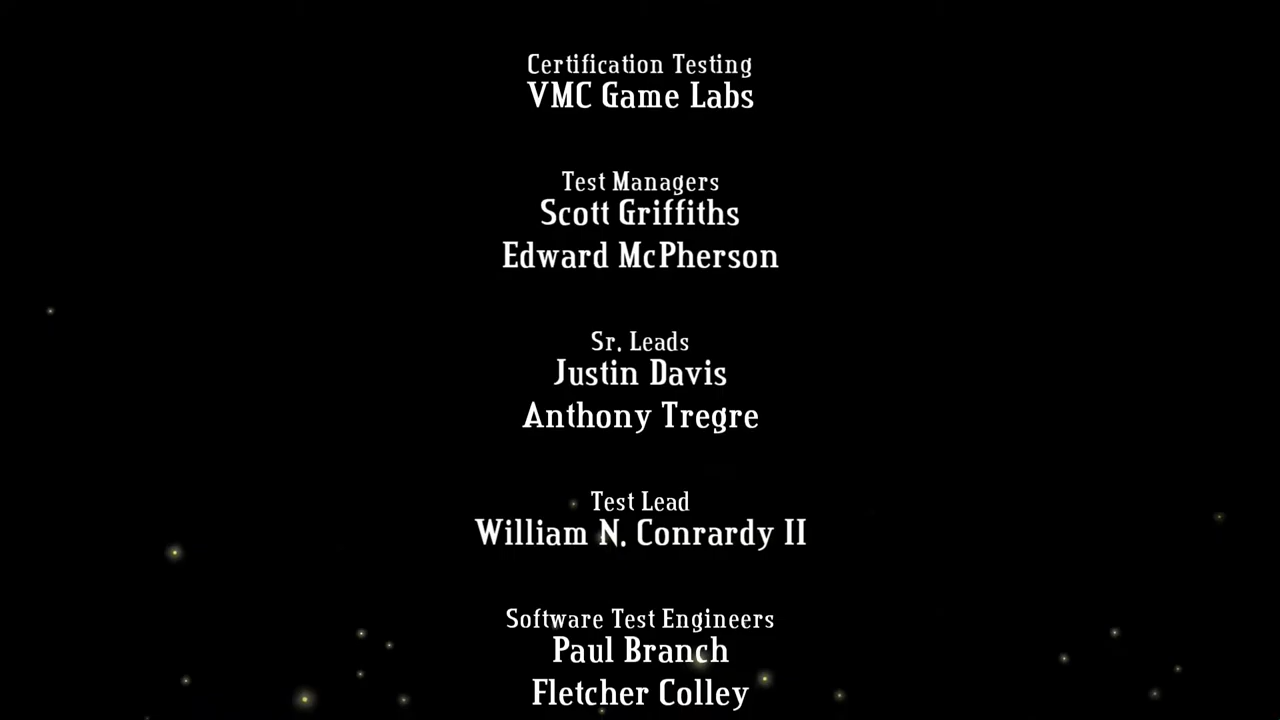 Certification Testing
VMC Game Labs
Test Managers
Scott Griffiths
Edward McPherson
Sr. Leads
Justin Davis
Anthony Tregre
Test Lead
William N. Conrardy II
Software Test Engineers
Paul Branch
Fletcher Colley